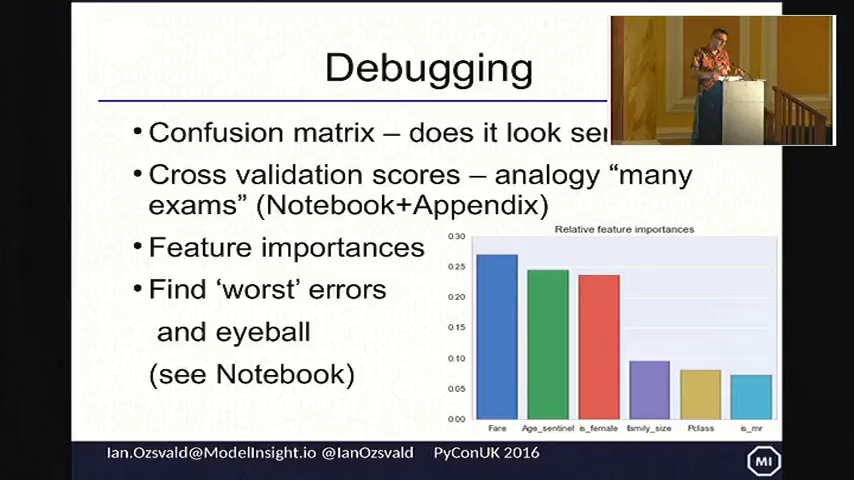 Debugging
• Confusion matrix – does it look
• Cross validation scores – analogy “many
exams” (Notebook+Appendix)
• Feature importances
• Find ‘worst’ errors
and eyeball
(see Notebook)
Relative feature importances
0.30
0.25
0.20
0.15
0.10
0.05
0.00
Fare Age_sentinel is_female family_size Pclass is_mr
Ian.Ozsvald@ModelInsight.io @IanOzsvald PyConUK 2016
MI